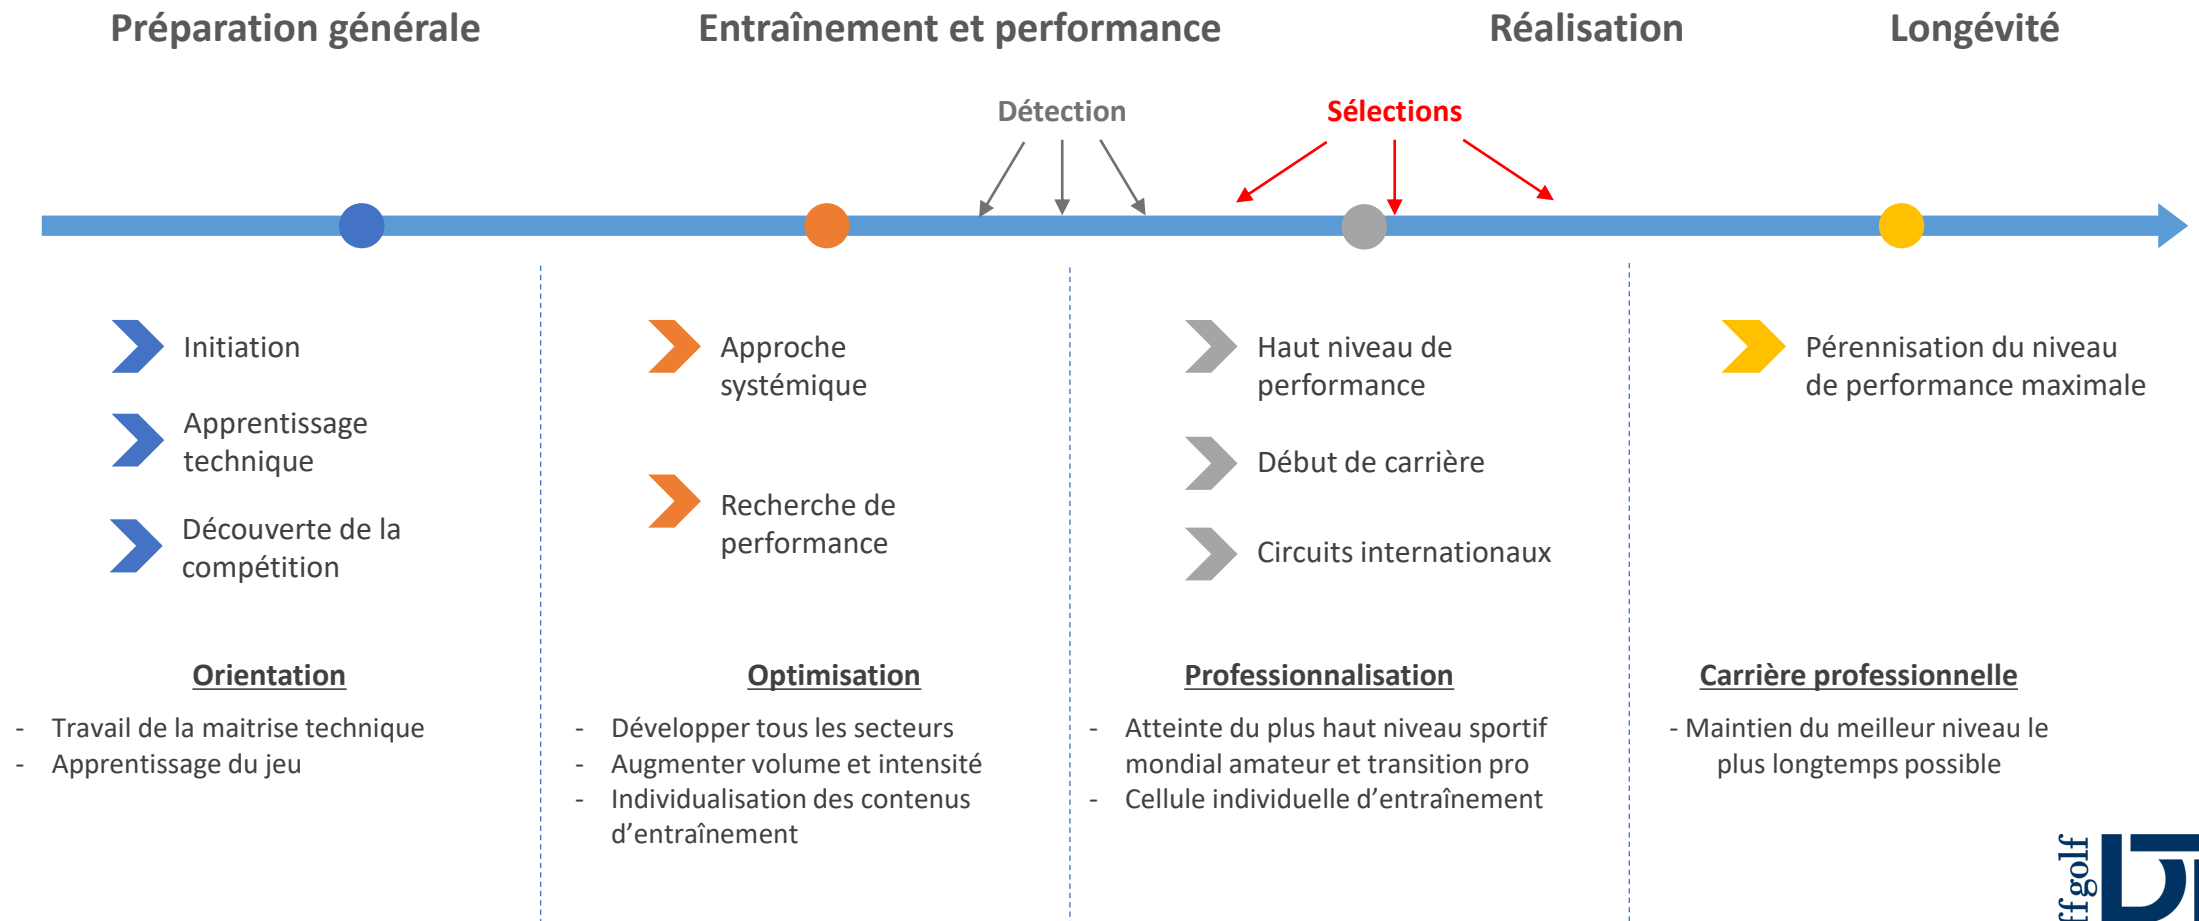 Préparation générale
Entraînement et performance
Réalisation
Longévité
Détection
Sélections
Initiation
Apprentissage
technique
Découverte de la
compétition
Orientation
- Travail de la maitrise technique
- Apprentissage du jeu
Approche
systémique
Recherche de
performance
Optimisation
- Développer tous les secteurs
- Augmenter volume et intensité
- Individualisation des contenus
d’entraînement
Haut niveau de
performance
Début de carrière
Circuits internationaux
Professionnalisation
- Atteinte du plus haut niveau sportif
mondial amateur et transition pro
- Cellule individuelle d’entraînement
Pérennisation du niveau
de performance maximale
Carrière professionnelle
- Maintien du meilleur niveau le
plus longtemps possible
ffgolf